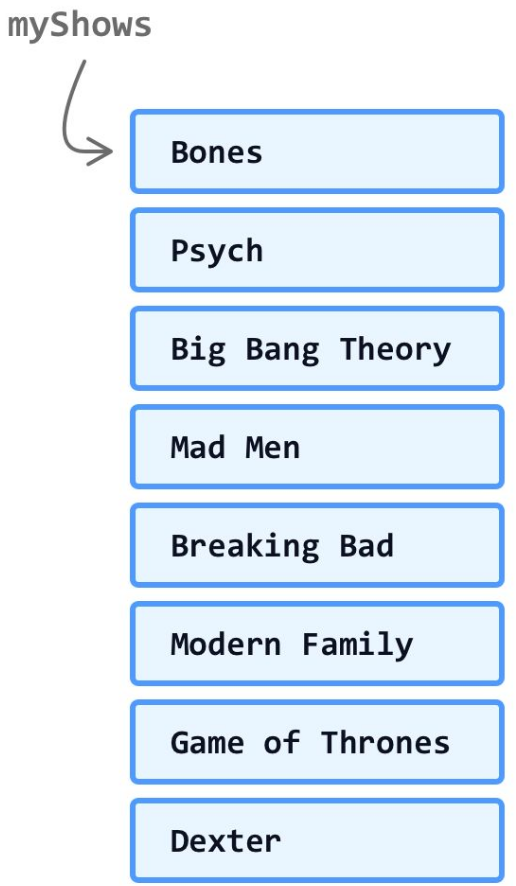 myShows
Bones
Psych
Big Bang Theory
Mad Men
Breaking Bad
Modern Family
Game of Thrones
Dexter